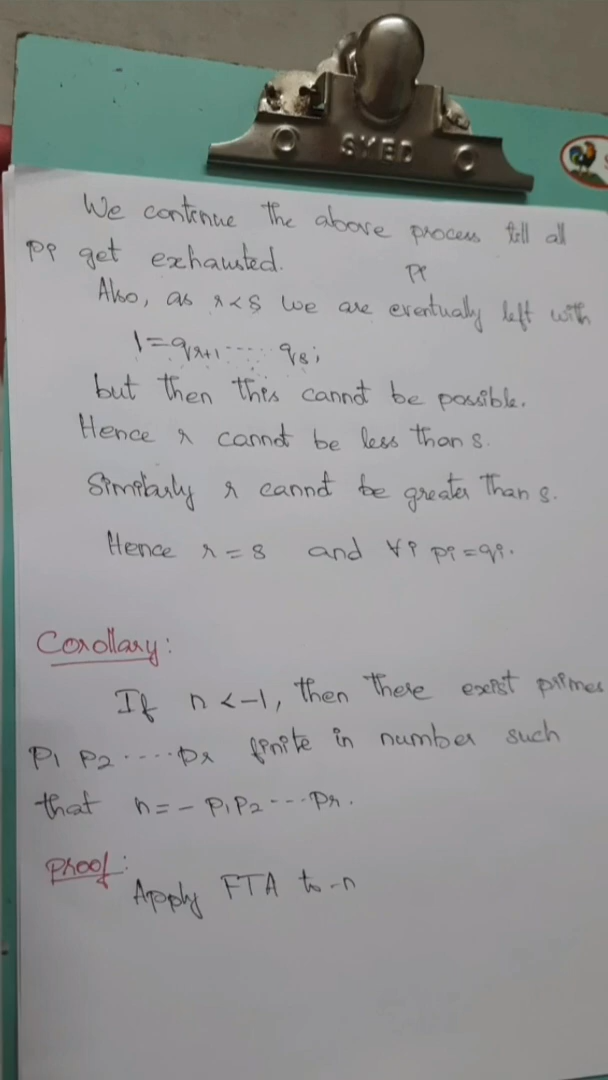 SYED
We continue the above process till all
pi get exhausted.
pr
Also, as r<s we are eventually left with
1=qr+1 ..... qs;
but then this cannot be possible.
Hence r cannot be less than s.
Similarly r cannot be greater than s.
Hence r=s and ∀i pi=qi.
Corollary:
If n <-1, then there exist primes
P1 P2 ..... pr finite in number such
that n= - P1P2 --- Pr.
Proof:
Apply FTA to -n